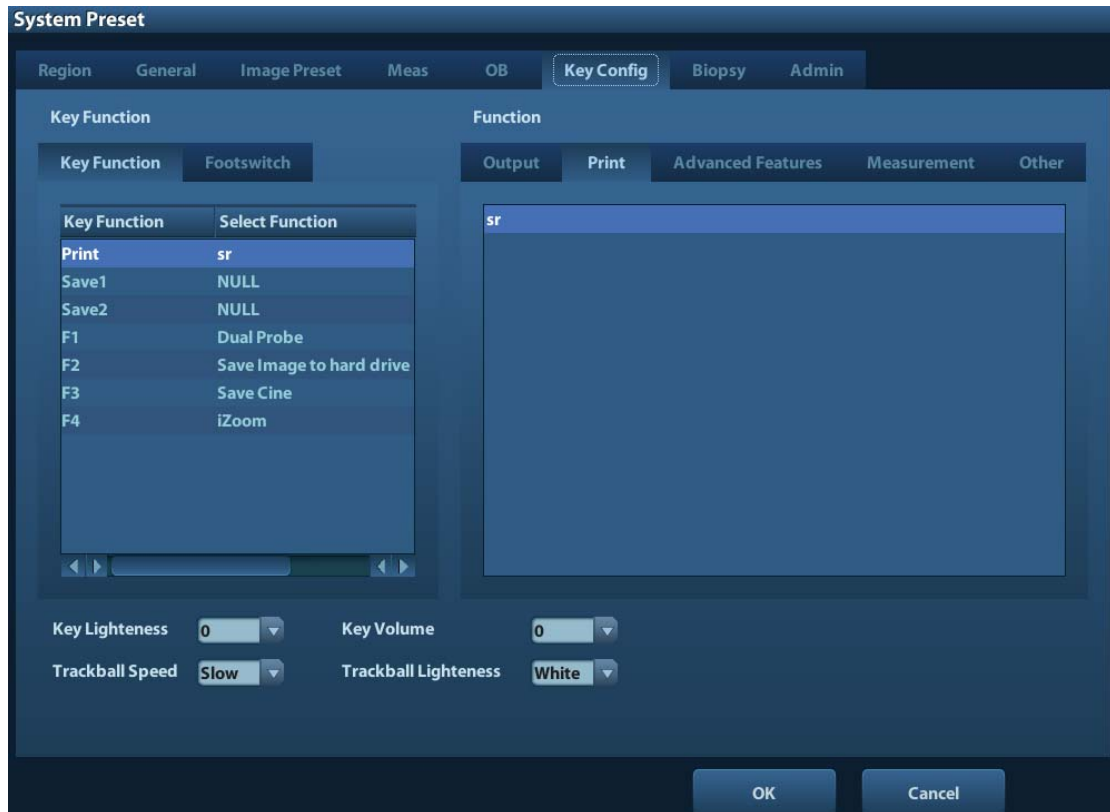 System Preset
Region General Image Preset Meas OB Key Config Biopsy Admin
Key Function Function
Key Function Footswitch Output Print Advanced Features Measurement Other
Key Function Select Function sr
Print sr
Save1 NULL
Save2 NULL
F1 Dual Probe
F2 Save Image to hard drive
F3 Save Cine
F4 iZoom
Key Lighteness 0 Key Volume 0
Trackball Speed Slow Trackball Lighteness White
OK Cancel